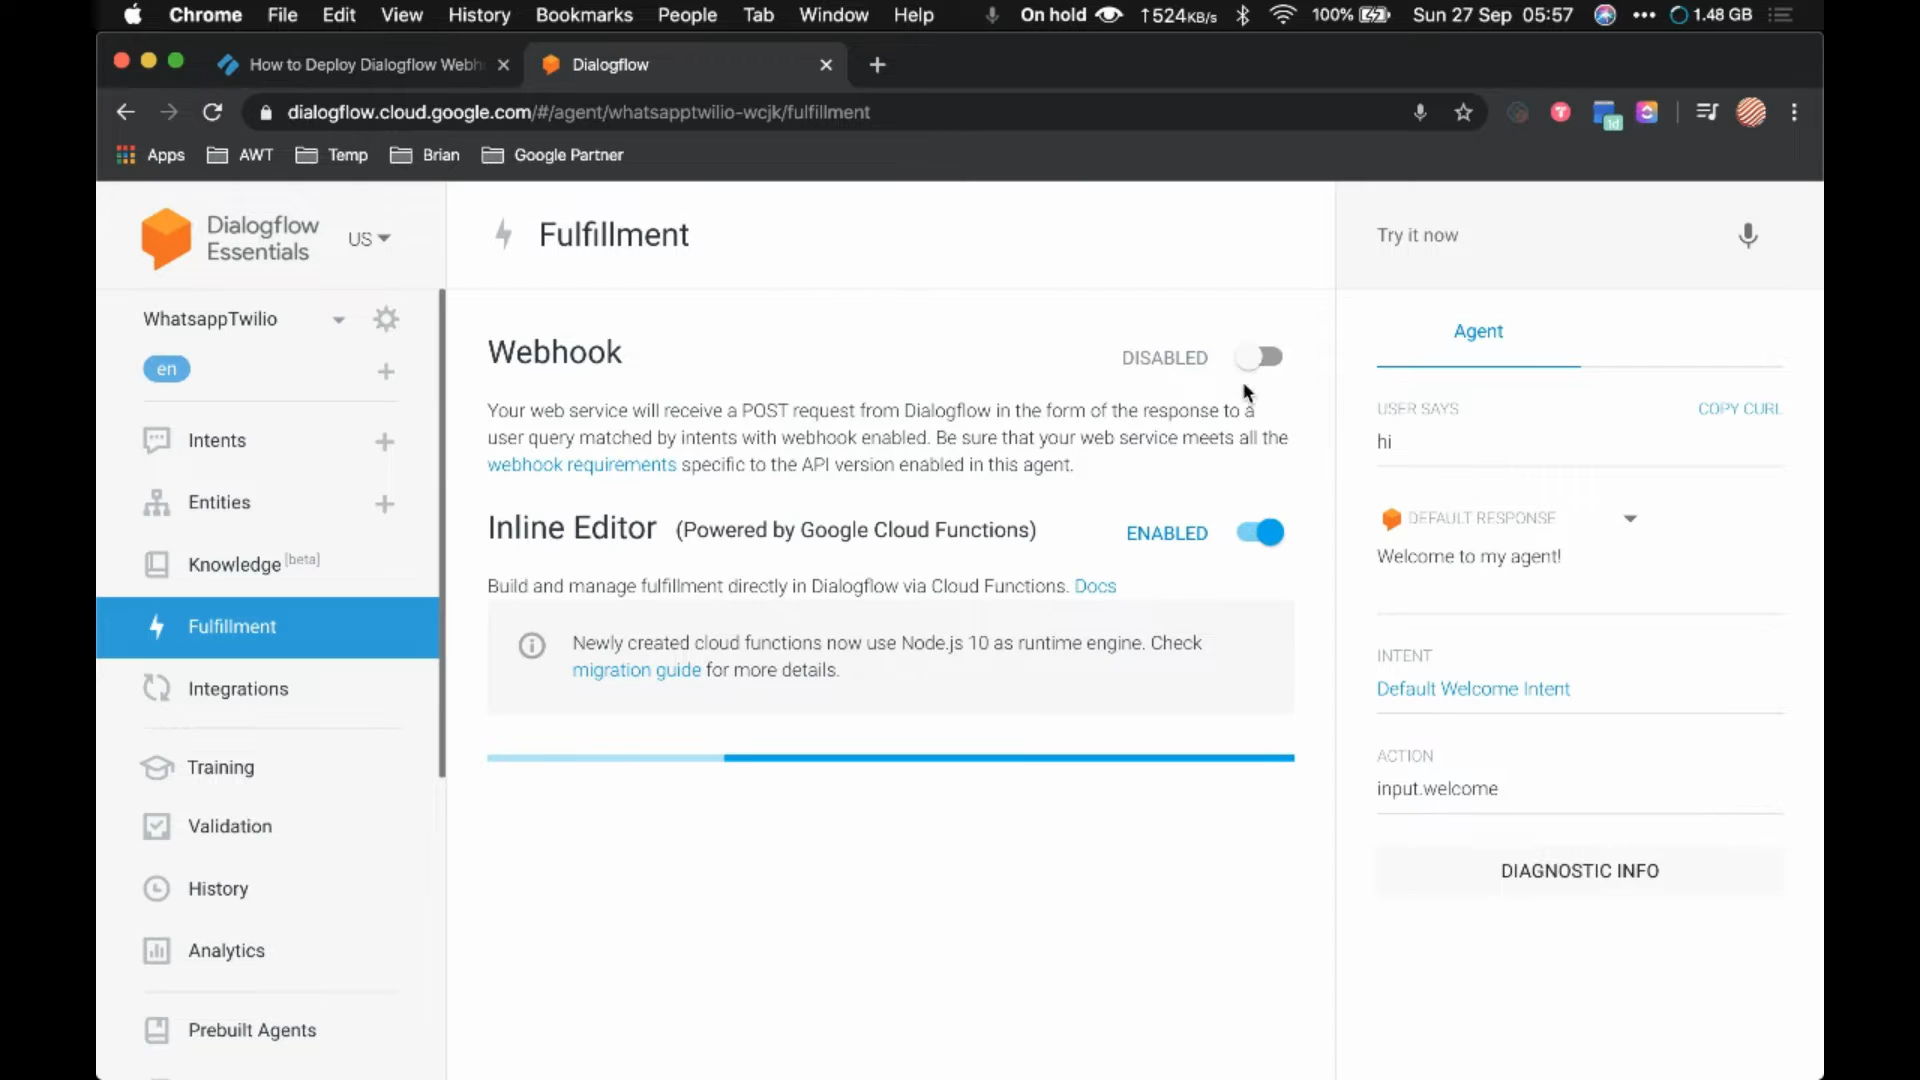 Chrome File Edit View History Bookmarks People Tab Window Help On hold ↑524KB/s 100% Sun 27 Sep 05:57 ••• 1.48 GB
How to Deploy Dialogflow Webh
Dialogflow
dialogflow.cloud.google.com/#/agent/whatsapptwilio-wcjk/fulfillment
1d
Apps AWT Temp Brian Google Partner
Dialogflow
Essentials
US
WhatsappTwilio
en
Intents
Entities
Knowledge [beta]
Fulfillment
Integrations
Training
Validation
History
Analytics
Prebuilt Agents
Fulfillment
Webhook
DISABLED
Your web service will receive a POST request from Dialogflow in the form of the response to a
user query matched by intents with webhook enabled. Be sure that your web service meets all the
webhook requirements specific to the API version enabled in this agent.
Inline Editor (Powered by Google Cloud Functions)
ENABLED
Build and manage fulfillment directly in Dialogflow via Cloud Functions. Docs
Newly created cloud functions now use Node.js 10 as runtime engine. Check
migration guide for more details.
Try it now
Agent
USER SAYS
COPY CURL
hi
DEFAULT RESPONSE
Welcome to my agent!
INTENT
Default Welcome Intent
ACTION
input.welcome
DIAGNOSTIC INFO